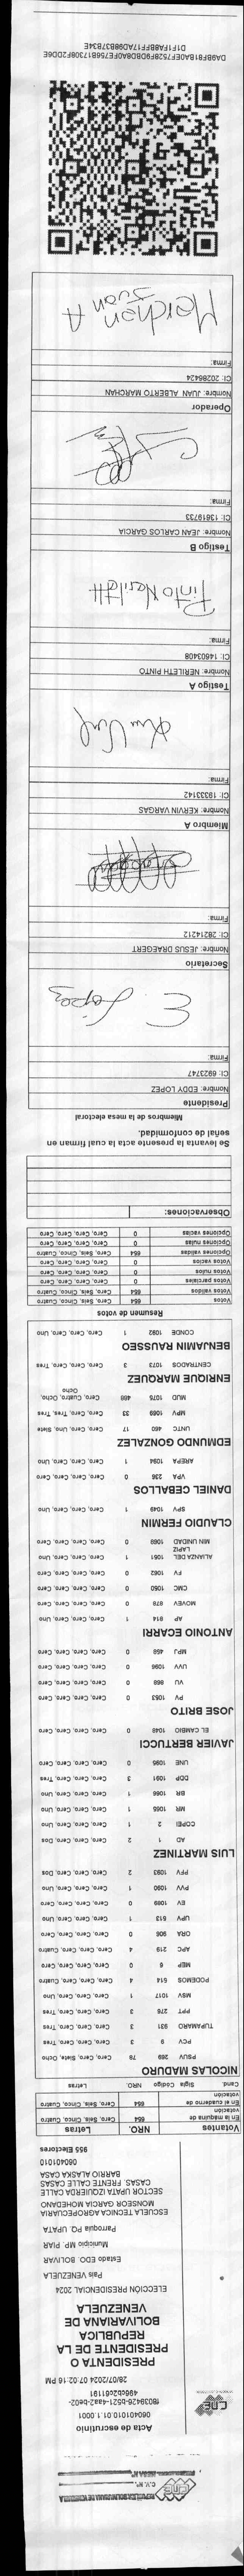 CNE
REPÚBLICA BOLIVARIANA DE VENEZUELA
C.V. Nº.
MESA Nº
CNE
Acta de escrutinio
060401010.01.1.0001
f8039426-b521-4aa2-be02-
496cb2c61191
28/07/2024 07:02:16 PM
PRESIDENTA O
PRESIDENTE DE LA
REPUBLICA
BOLIVARIANA DE
VENEZUELA
ELECCIÓN PRESIDENCIAL 2024
Pais VENEZUELA
Estado EDO. BOLIVAR
Municipio MP. PIAR
Parroquia PQ. UPATA
ESCUELA TECNICA AGROPECUARIA
MONSEOR GARCIA MOHEDANO
SECTOR UPATA IZQUIERDA CALLE
CASAS. FRENTE CALLE CASAS
BARRIO ALASKA CASA
060401010
955 Electores
Votantes NRO. Letras
En la máquina de votación 654 Cero, Seis, Cinco, Cuatro
En el cuaderno de votación 654 Cero, Seis, Cinco, Cuatro
Cand. Sigla Código NRO. Letras
NICOLAS MADURO
PSUV 269 78 Cero, Cero, Siete, Ocho
PCV 9 3 Cero, Cero, Cero, Tres
TUPAMARO 931 3 Cero, Cero, Cero, Tres
PPT 276 3 Cero, Cero, Cero, Tres
MSV 1017 1 Cero, Cero, Cero, Uno
PODEMOS 514 4 Cero, Cero, Cero, Cuatro
MEP 6 0 Cero, Cero, Cero, Cero
APC 219 4 Cero, Cero, Cero, Cuatro
ORA 906 0 Cero, Cero, Cero, Cero
UPV 513 1 Cero, Cero, Cero, Uno
EV 1069 0 Cero, Cero, Cero, Cero
PVV 1090 1 Cero, Cero, Cero, Uno
PFV 1093 2 Cero, Cero, Cero, Dos
LUIS MARTINEZ
AD 1 2 Cero, Cero, Cero, Dos
COPEI 2 1 Cero, Cero, Cero, Uno
MR 1065 1 Cero, Cero, Cero, Uno
BR 1066 1 Cero, Cero, Cero, Uno
DDP 1091 3 Cero, Cero, Cero, Tres
UNE 1095 0 Cero, Cero, Cero, Cero
JAVIER BERTUCCI
EL CAMBIO 1048 0 Cero, Cero, Cero, Cero
JOSE BRITO
PV 1053 0 Cero, Cero, Cero, Cero
VU 868 0 Cero, Cero, Cero, Cero
UVV 1096 0 Cero, Cero, Cero, Cero
MPJ 458 0 Cero, Cero, Cero, Cero
ANTONIO ECARRI
AP 914 1 Cero, Cero, Cero, Uno
MOVEV 878 0 Cero, Cero, Cero, Cero
CMC 1050 0 Cero, Cero, Cero, Cero
FV 1062 0 Cero, Cero, Cero, Cero
ALIANZA DEL LAPIZ 1051 1 Cero, Cero, Cero, Uno
MIN UNIDAD 1069 0 Cero, Cero, Cero, Cero
CLAUDIO FERMIN
SPV 1049 1 Cero, Cero, Cero, Uno
DANIEL CEBALLOS
VPA 236 0 Cero, Cero, Cero, Cero
AREPA 1094 1 Cero, Cero, Cero, Uno
EDMUNDO GONZALEZ
UNTC 460 17 Cero, Cero, Uno, Siete
MPV 1069 33 Cero, Cero, Tres, Tres
MUD 1075 488 Cero, Cuatro, Ocho, Ocho
ENRIQUE MARQUEZ
CENTRADOS 1073 3 Cero, Cero, Cero, Tres
BENJAMIN RAUSSEO
CONDE 1092 1 Cero, Cero, Cero, Uno
Resumen de votos
Votos 654 Cero, Seis, Cinco, Cuatro
Votos validos 654 Cero, Seis, Cinco, Cuatro
Votos parciales 0 Cero, Cero, Cero, Cero
Votos nulos 0 Cero, Cero, Cero, Cero
Votos vacios 0 Cero, Cero, Cero, Cero
Opciones validas 654 Cero, Seis, Cinco, Cuatro
Opciones nulas 0 Cero, Cero, Cero, Cero
Opciones vacias 0 Cero, Cero, Cero, Cero
Observaciones:
Se levanta la presente acta la cual firman en
señal de conformidad.
Miembros de la mesa electoral
Presidente
Nombre: EDDY LOPEZ
CI: 6923747
Firma:
E. López
Secretario
Nombre: JESUS DRAEGERT
CI: 28214212
Firma:
Miembro A
Nombre: KERVIN VARGAS
CI: 19333142
Firma:
Testigo A
Nombre: NERILETH PINTO
CI: 14603408
Firma:
Pinto Nerileth
Testigo B
Nombre: JEAN CARLOS GARCIA
CI: 13619733
Firma:
Operador
Nombre: JUAN ALBERTO MARCHAN
CI: 20286424
Firma:
Marchan
Juan A
DA9BF81BA0EF7528F9DBD8A0FE756B17308F2DD6E
D1F1FA8BFF17AD98B37B34E